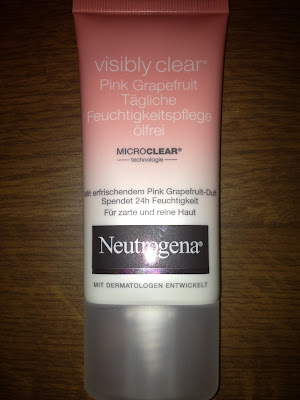 visibly clear®
Pink Grapefruit
Tägliche
Feuchtigkeitspflege
ölfrei
MICROCLEAR®
technologie
Mit erfrischendem Pink Grapefruit-Duft
Spendet 24h Feuchtigkeit
Für zarte und reine Haut
Neutrogena®
MIT DERMATOLOGEN ENTWICKELT